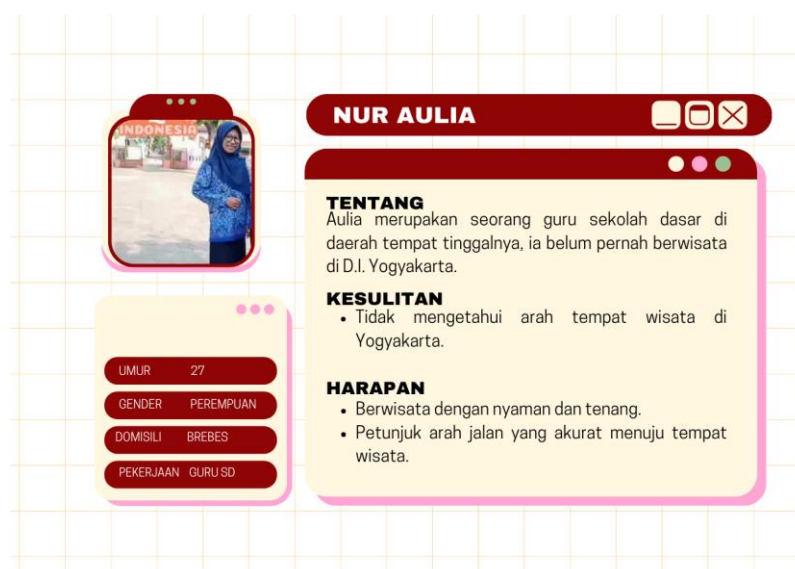 INDONESIA
NUR AULIA
TENTANG
Aulia merupakan seorang guru sekolah dasar di
daerah tempat tinggalnya, ia belum pernah berwisata
di D.I. Yogyakarta.
KESULITAN
• Tidak mengetahui arah tempat wisata di
Yogyakarta.
HARAPAN
• Berwisata dengan nyaman dan tenang.
• Petunjuk arah jalan yang akurat menuju tempat
wisata.
UMUR 27
GENDER PEREMPUAN
DOMISILI BREBES
PEKERJAAN GURU SD